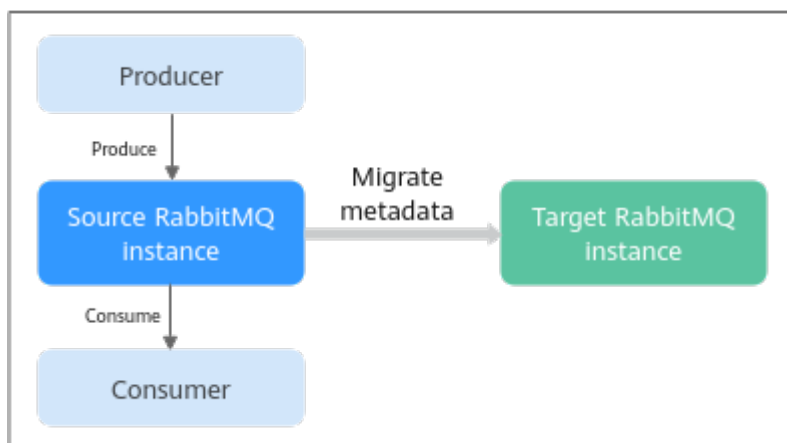 Producer
Produce
Migrate
metadata
Source RabbitMQ
instance
Target RabbitMQ
instance
Consume
Consumer